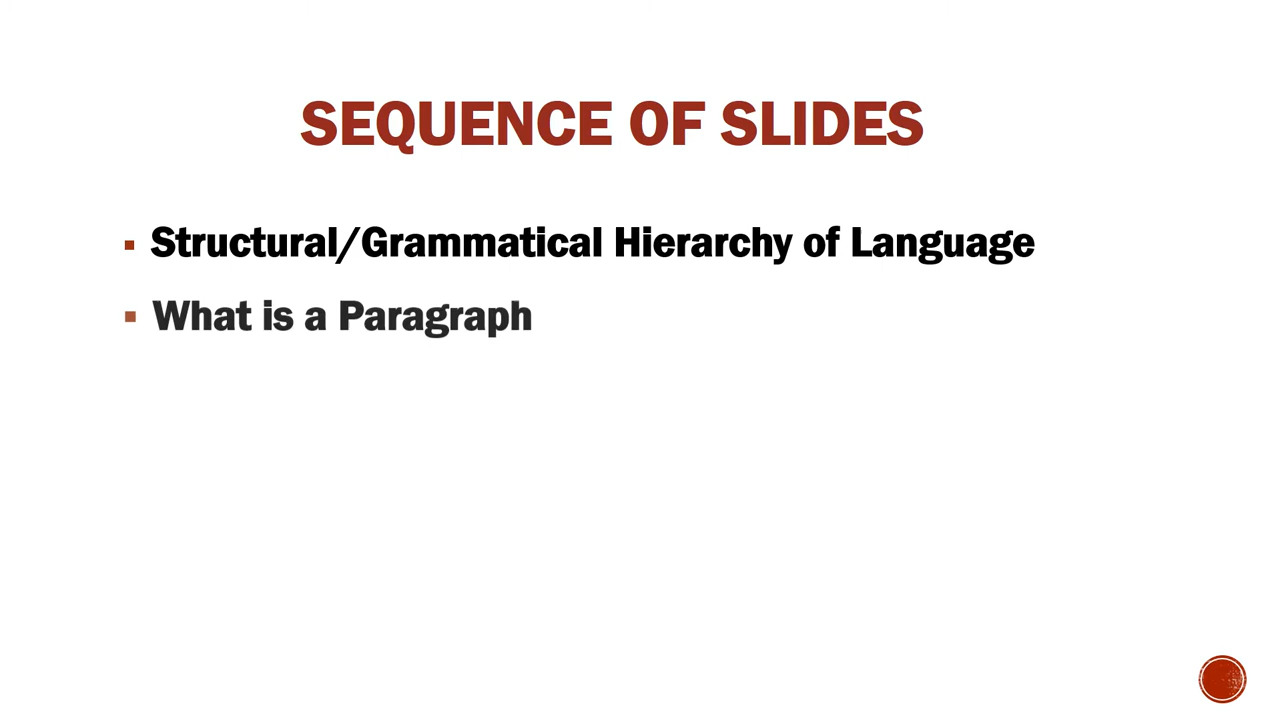 SEQUENCE OF SLIDES
Structural/Grammatical Hierarchy of Language
What is a Paragraph